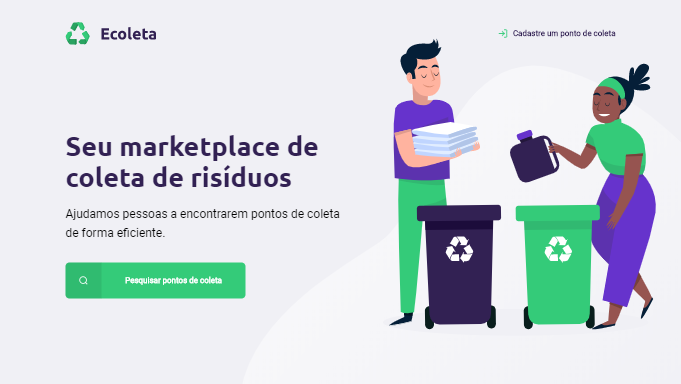 Ecoleta
Cadastre um ponto de coleta
Seu marketplace de
coleta de risíduos
Ajudamos pessoas a encontrarem pontos de coleta
de forma eficiente.
Pesquisar pontos de coleta